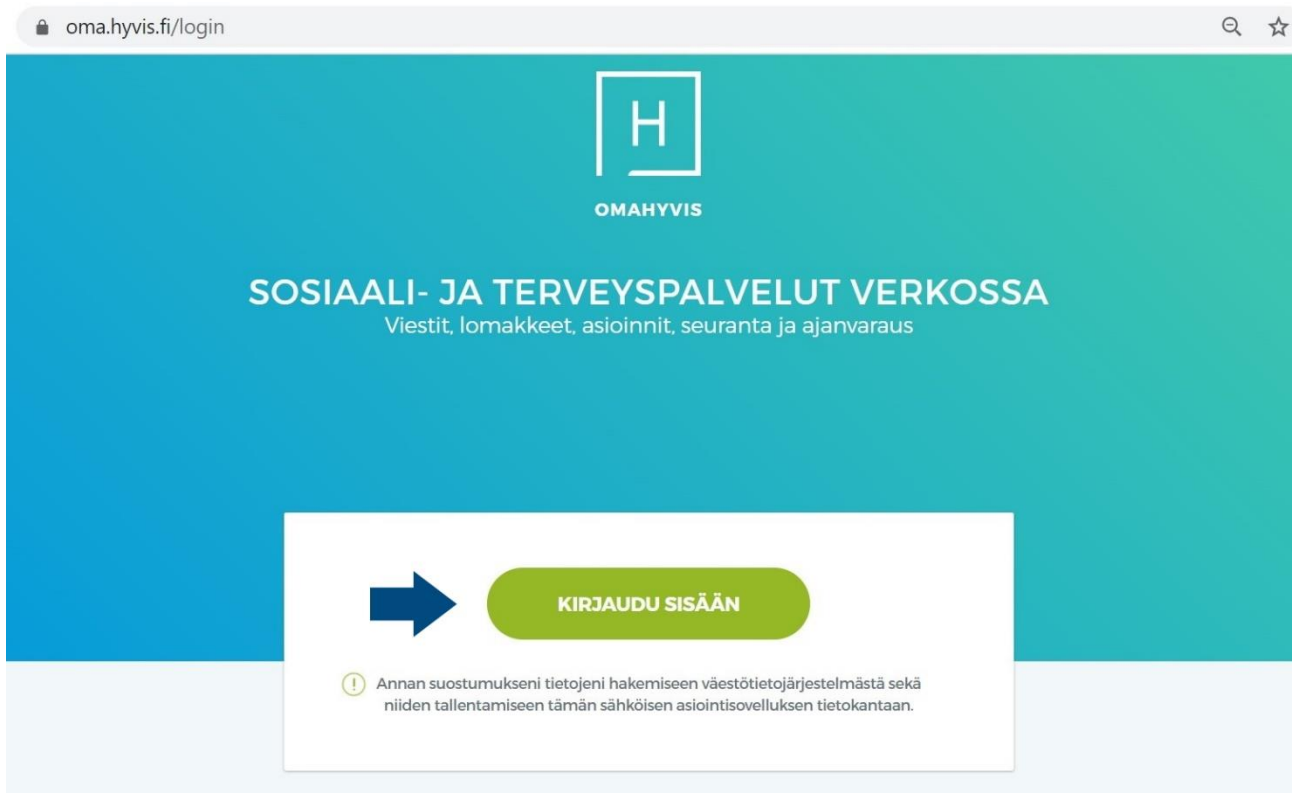 oma.hyvis.fi/login
H
OMAHYVIS
SOSIAALI- JA TERVEYSPALVELUT VERKOSSA
Viestit, lomakkeet, asioinnit, seuranta ja ajanvaraus
KIRJAUDU SISÄÄN
Annan suostumukseni tietojeni hakemiseen väestötietojärjestelmästä sekä
niiden tallentamiseen tämän sähköisen asiointisovelluksen tietokantaan.